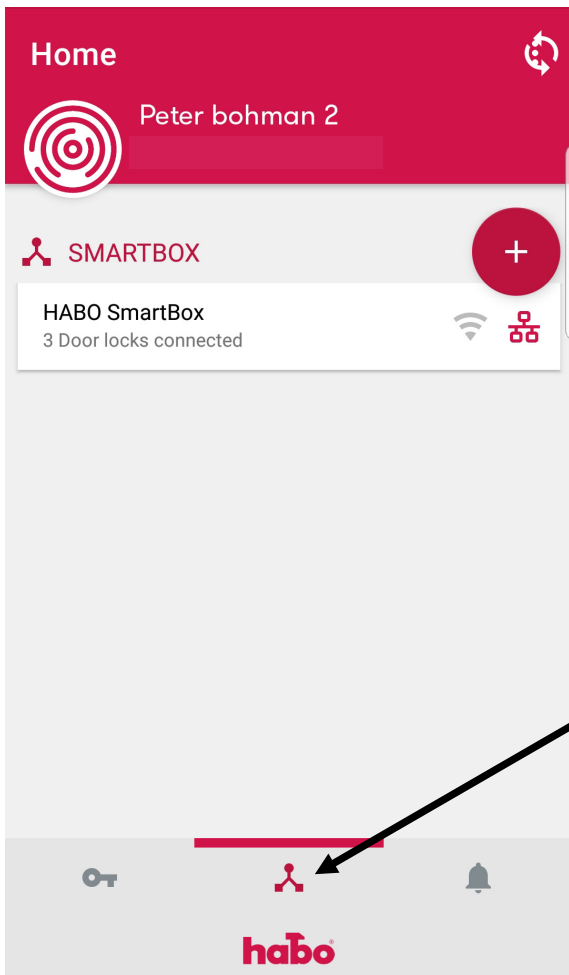 Home
Peter bohman 2
SMARTBOX
HABO SmartBox
3 Door locks connected
habo